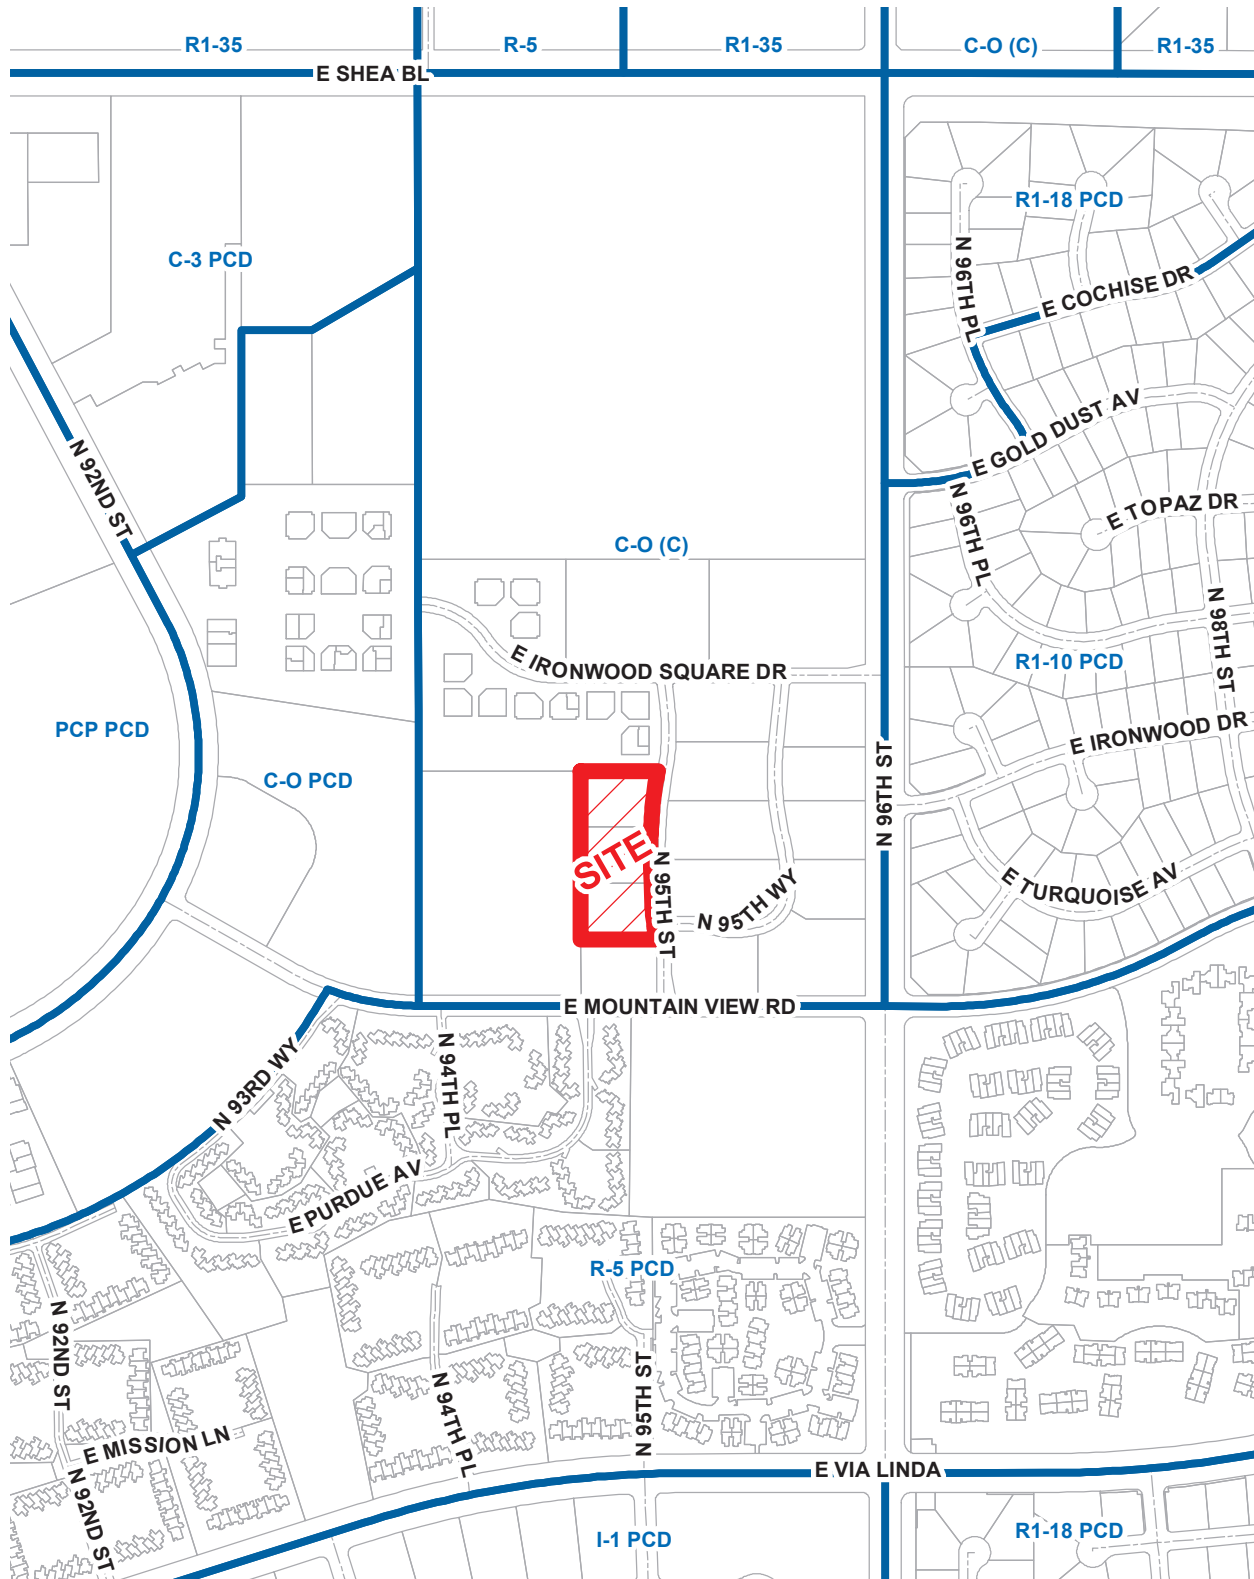 R1-35
R-5
R1-35
C-O (C)
R1-35
E SHEA BL
R1-18 PCD
C-3 PCD
N 96TH PL
E COCHISE DR
E GOLD DUST AV
N 92ND ST
N 96TH PL
E TOPAZ DR
C-O (C)
N 98TH ST
E IRONWOOD SQUARE DR
R1-10 PCD
PCP PCD
E IRONWOOD DR
C-O PCD
N 96TH ST
SITE
N 95TH ST
N 95TH WY
E TURQUOISE AV
E MOUNTAIN VIEW RD
N 93RD WY
N 94TH PL
E PURDUE AV
R-5 PCD
N 92ND ST
N 94TH PL
N 95TH ST
E MISSION LN
N 92ND ST
E VIA LINDA
I-1 PCD
R1-18 PCD